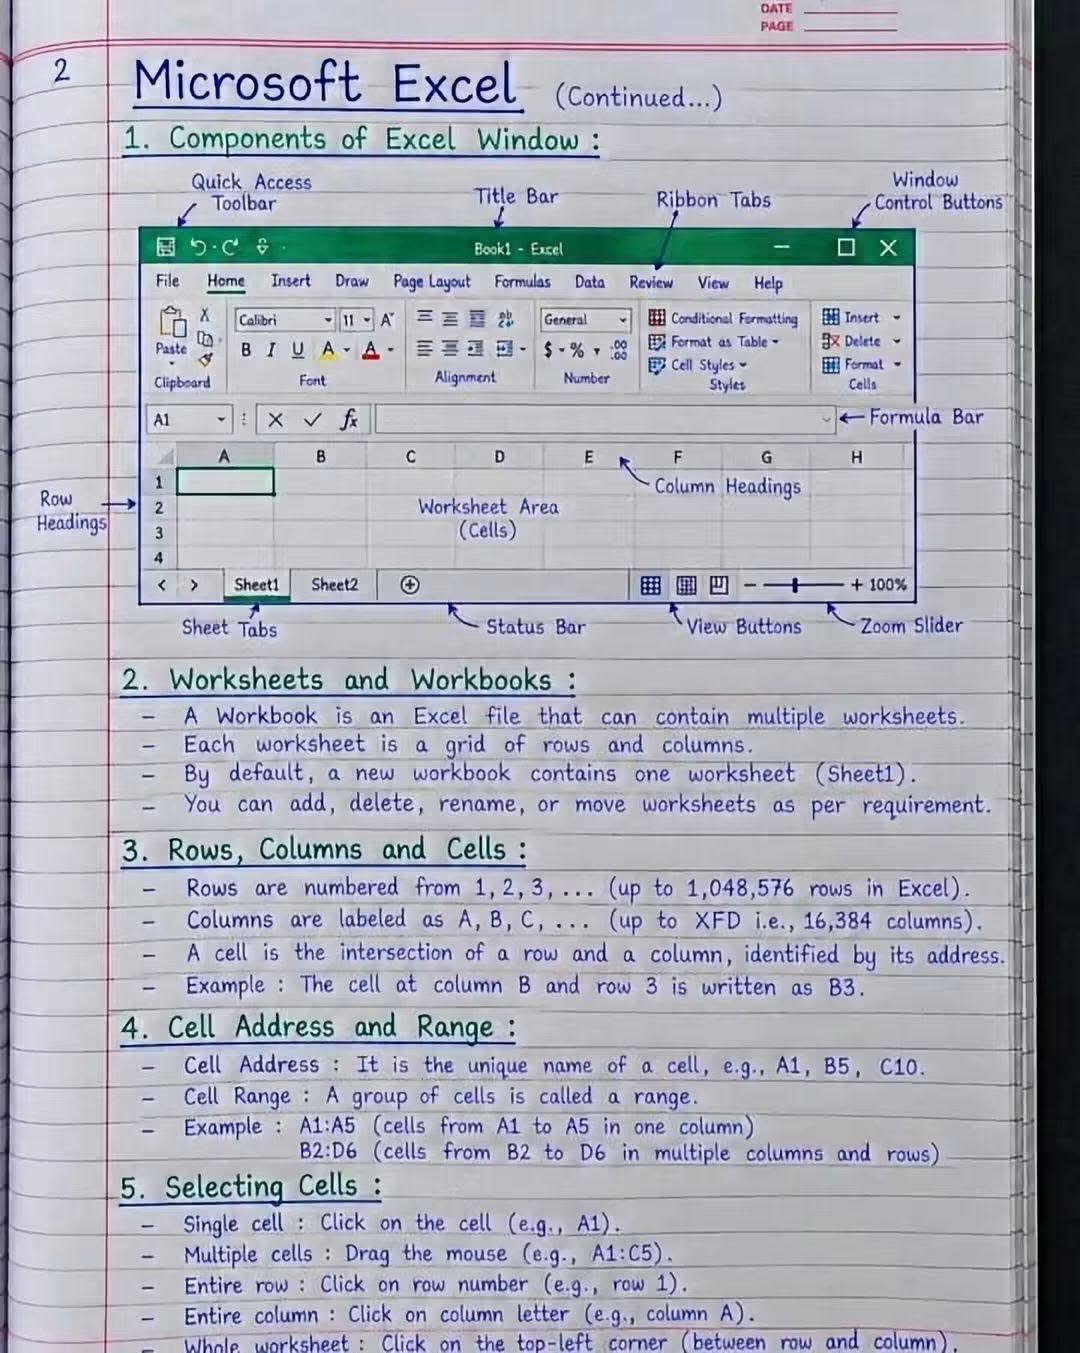 DATE
PAGE
2
Microsoft Excel (Continued...)
1. Components of Excel Window :
Quick Access
Toolbar
Title Bar
Ribbon Tabs
Window
Control Buttons
Book1 - Excel
File Home Insert Draw Page Layout Formulas Data Review View Help
Calibri 11 A General Conditional Formatting Insert
Paste B I U A A $ % Format as Table Delete
Cell Styles Format
Clipboard Font Alignment Number Styles Cells
A1 fx
Formula Bar
A B C D E F G H
1
2
3
4
Column Headings
Row
Headings
Worksheet Area
(Cells)
Sheet1 Sheet2 100%
Sheet Tabs Status Bar View Buttons Zoom Slider
2. Worksheets and Workbooks :
– A Workbook is an Excel file that can contain multiple worksheets.
– Each worksheet is a grid of rows and columns.
– By default, a new workbook contains one worksheet (Sheet1).
– You can add, delete, rename, or move worksheets as per requirement.
3. Rows, Columns and Cells :
– Rows are numbered from 1, 2, 3, ... (up to 1,048,576 rows in Excel).
– Columns are labeled as A, B, C, ... (up to XFD i.e., 16,384 columns).
– A cell is the intersection of a row and a column, identified by its address.
– Example : The cell at column B and row 3 is written as B3.
4. Cell Address and Range :
– Cell Address : It is the unique name of a cell, e.g., A1, B5, C10.
– Cell Range : A group of cells is called a range.
– Example : A1:A5 (cells from A1 to A5 in one column)
B2:D6 (cells from B2 to D6 in multiple columns and rows)
5. Selecting Cells :
– Single cell : Click on the cell (e.g., A1).
– Multiple cells : Drag the mouse (e.g., A1:C5).
– Entire row : Click on row number (e.g., row 1).
– Entire column : Click on column letter (e.g., column A).
– Whole worksheet : Click on the top-left corner (between row and column).